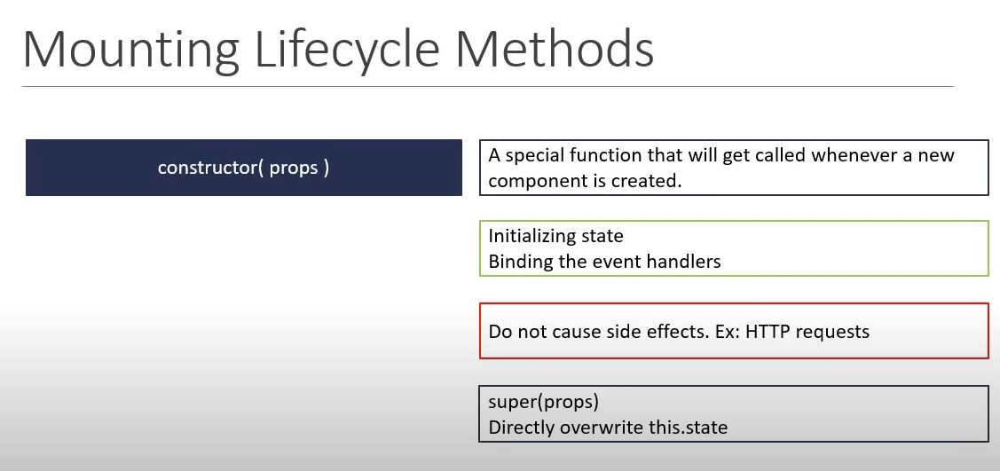 Mounting Lifecycle Methods
constructor( props )
A special function that will get called whenever a new
component is created.
Initializing state
Binding the event handlers
Do not cause side effects. Ex: HTTP requests
super(props)
Directly overwrite this.state